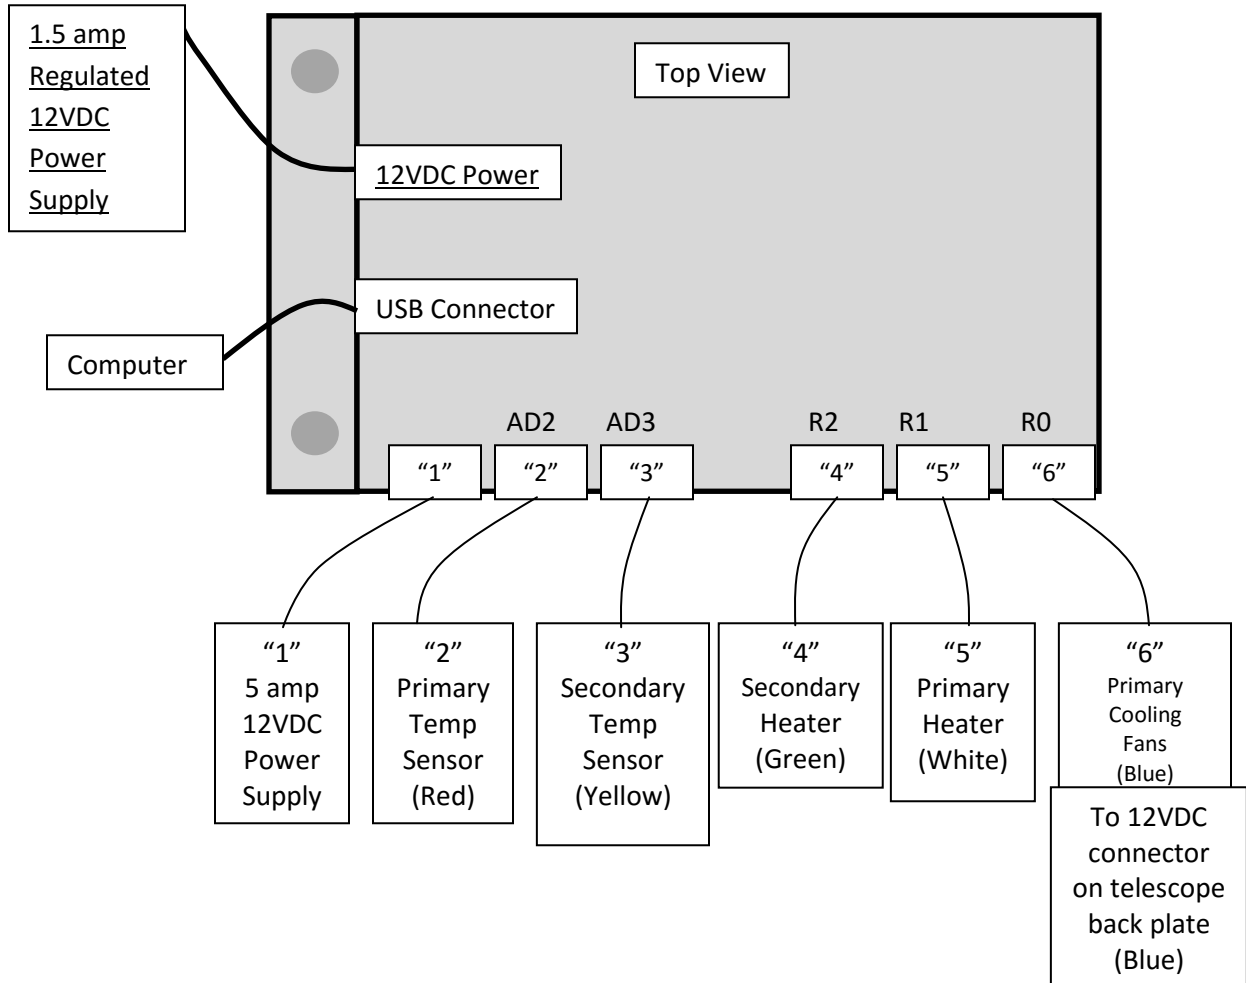 1.5 amp
Regulated
12VDC
Power
Supply
Top View
12VDC Power
USB Connector
Computer
AD2
AD3
R2
R1
R0
“1”
“2”
“3”
“4”
“5”
“6”
“1”
5 amp
12VDC
Power
Supply
“2”
Primary
Temp
Sensor
(Red)
“3”
Secondary
Temp
Sensor
(Yellow)
“4”
Secondary
Heater
(Green)
“5”
Primary
Heater
(White)
“6”
Primary
Cooling
Fans
(Blue)
To 12VDC
connector
on telescope
back plate
(Blue)